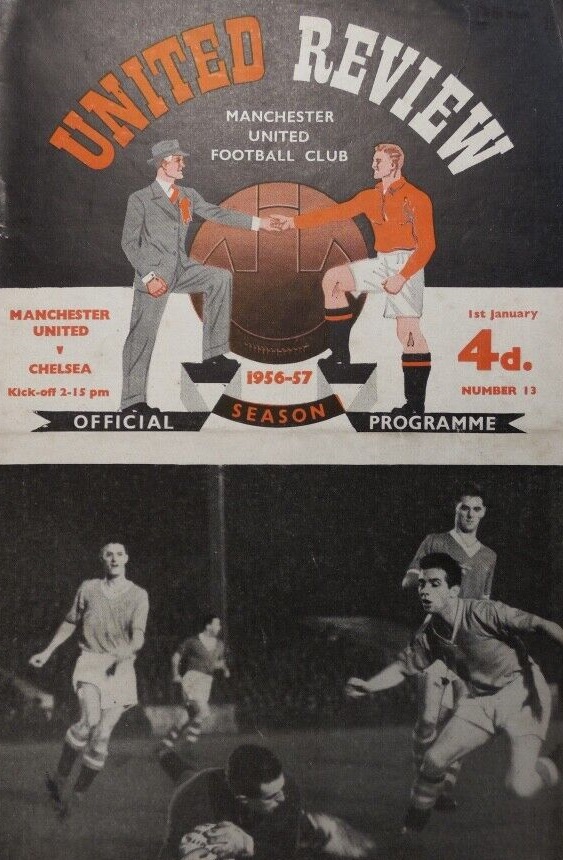 UNITED REVIEW
MANCHESTER
UNITED
FOOTBALL CLUB
MANCHESTER
UNITED
v
CHELSEA
Kick-off 2-15 pm
1st January
4d.
NUMBER 13
1956-57
OFFICIAL SEASON PROGRAMME